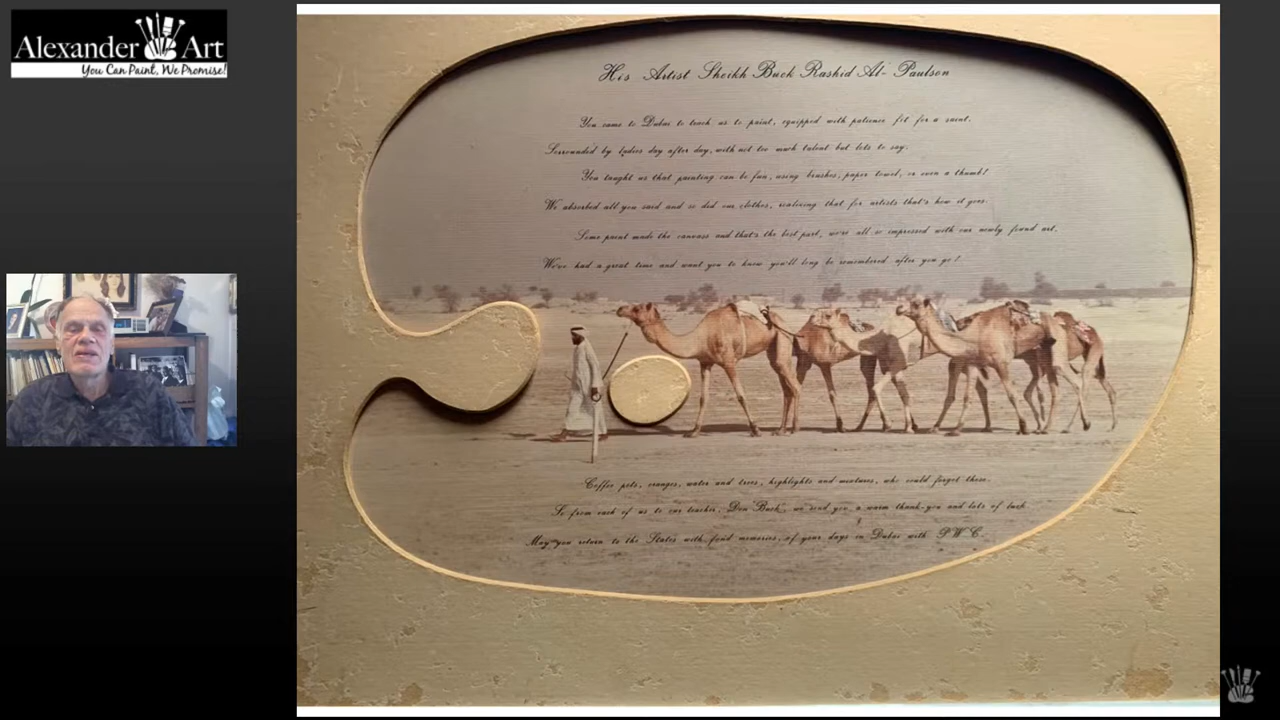 Alexander Art
You Can Paint, We Promise!
His Artist Sheikh Buck Rashid Al-Paulson
You came to Dubai to teach us to paint, equipped with patience fit for a saint.
Surrounded by ladies day after day, with not too much talent but lots to say.
You taught us that painting can be fun, using brushes, paper towel, or even a thumb!
We absorbed all you said and so did our clothes, realizing that for artists that's how it goes.
Some paint made the canvass and that's the best part, we're all so impressed with our newly found art.
We've had a great time and want you to know you'll long be remembered after you go!
Coffee pots, oranges, water and trees, highlights and mixtures, who could forget these.
So from each of us to our teacher, Don "Buck", we send you a warm thank-you and lots of luck
May you return to the States with fond memories, of your days in Dubai with P.W.C.